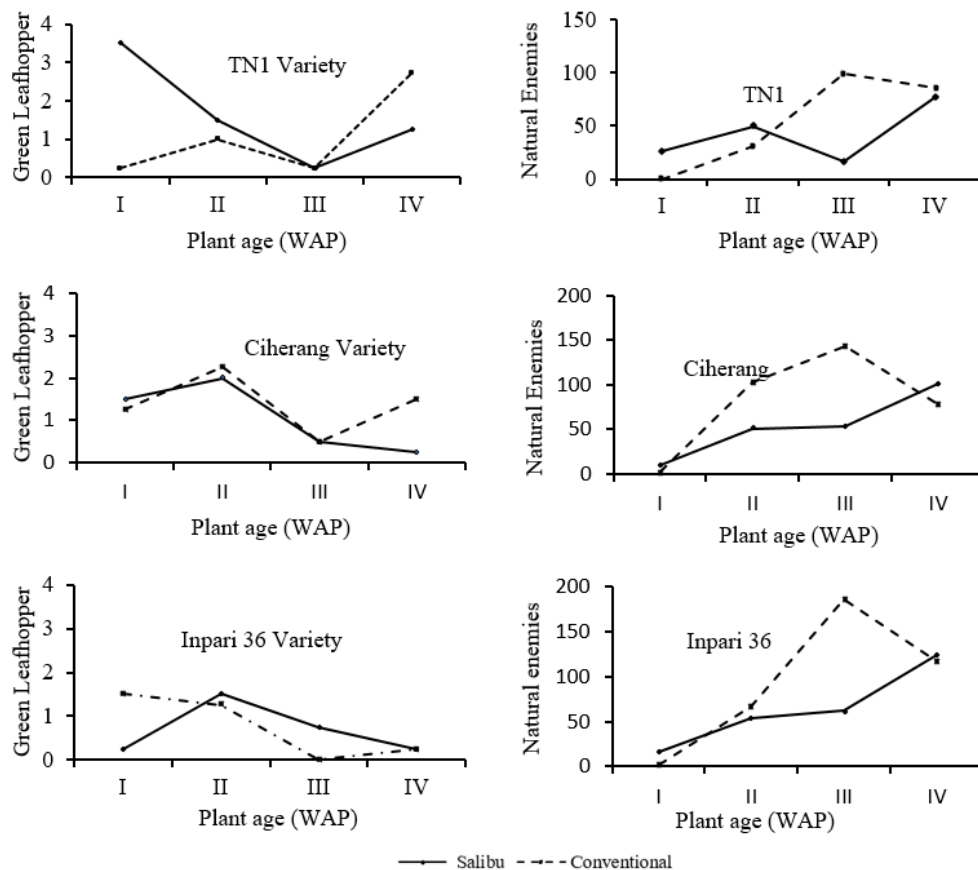 Green Leafhopper
4
3
2
1
0
TN1 Variety
I II III IV
Plant age (WAP)
Natural Enemies
150
100
50
0
TN1
I II III IV
Plant age (WAP)
Green Leafhopper
4
3
2
1
0
Ciherang Variety
I II III IV
Plant age (WAP)
Natural Enemies
200
150
100
50
0
Ciherang
I II III IV
Plant age (WAP)
Green Leafhopper
4
3
2
1
0
Inpari 36 Variety
I II III IV
Plant age (WAP)
Natural enemies
200
150
100
50
0
Inpari 36
I II III IV
Plant age (WAP)
Salibu Conventional